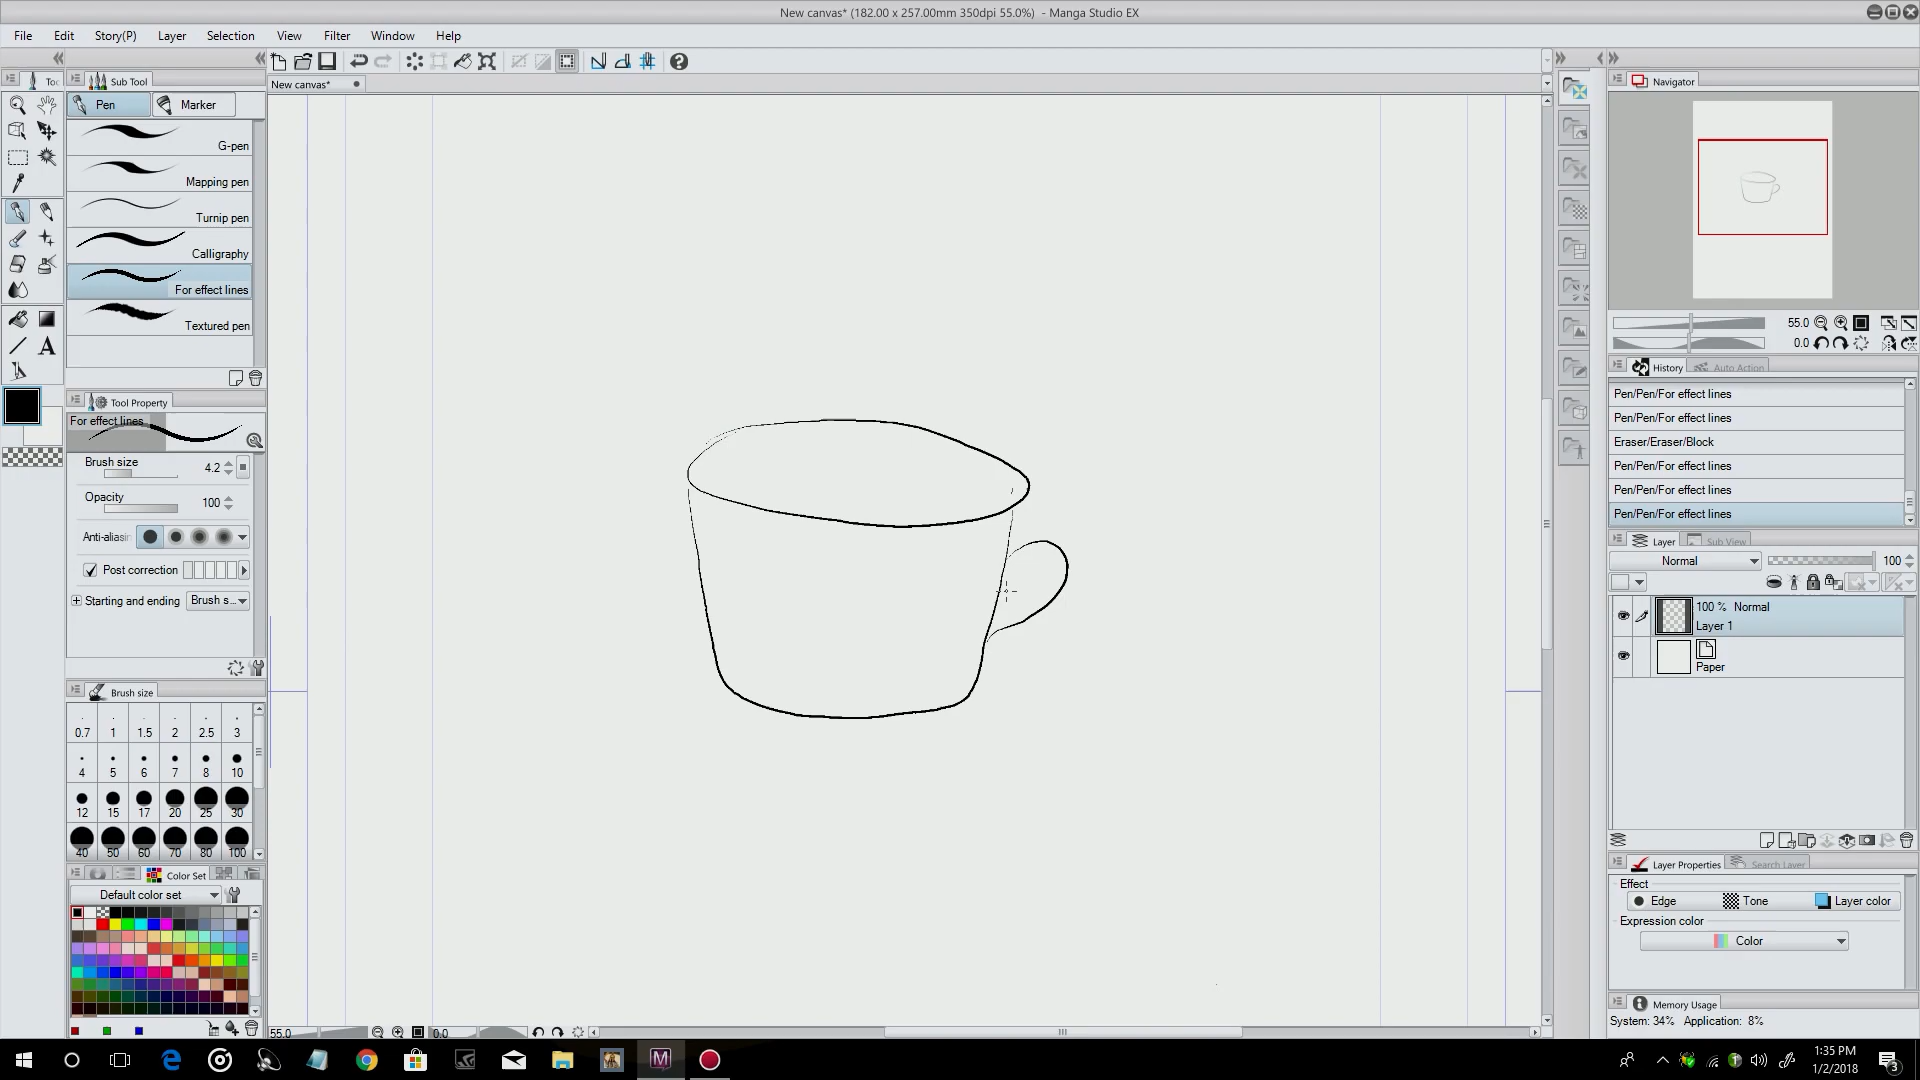 New canvas* (182.00 x 257.00mm 350dpi 55.0%)  - Manga Studio EX
File Edit Story(P) Layer Selection View Filter Window Help
Sub Tool
Pen
Marker
G-pen
Mapping pen
Turnip pen
Calligraphy
For effect lines
Textured pen
Tool Property
For effect lines
Brush size 4.2
Opacity 100
Anti-aliasin
Post correction
Starting and ending Brush s...
Brush size
0.7 1 1.5 2 2.5 3
4 5 6 7 8 10
12 15 17 20 25 30
40 50 60 70 80 100
Color Set
Default color set
New canvas*
55.0
0.0
Navigator
55.0
0.0
History
Auto Action
Pen/Pen/For effect lines
Pen/Pen/For effect lines
Eraser/Eraser/Block
Pen/Pen/For effect lines
Pen/Pen/For effect lines
Pen/Pen/For effect lines
Layer
Sub View
Normal 100
100 % Normal
Layer 1
Paper
Layer Properties
Search Layer
Effect
Edge Tone Layer color
Expression color
Color
Memory Usage
System: 34% Application: 8%
1:35 PM
1/2/2018
3